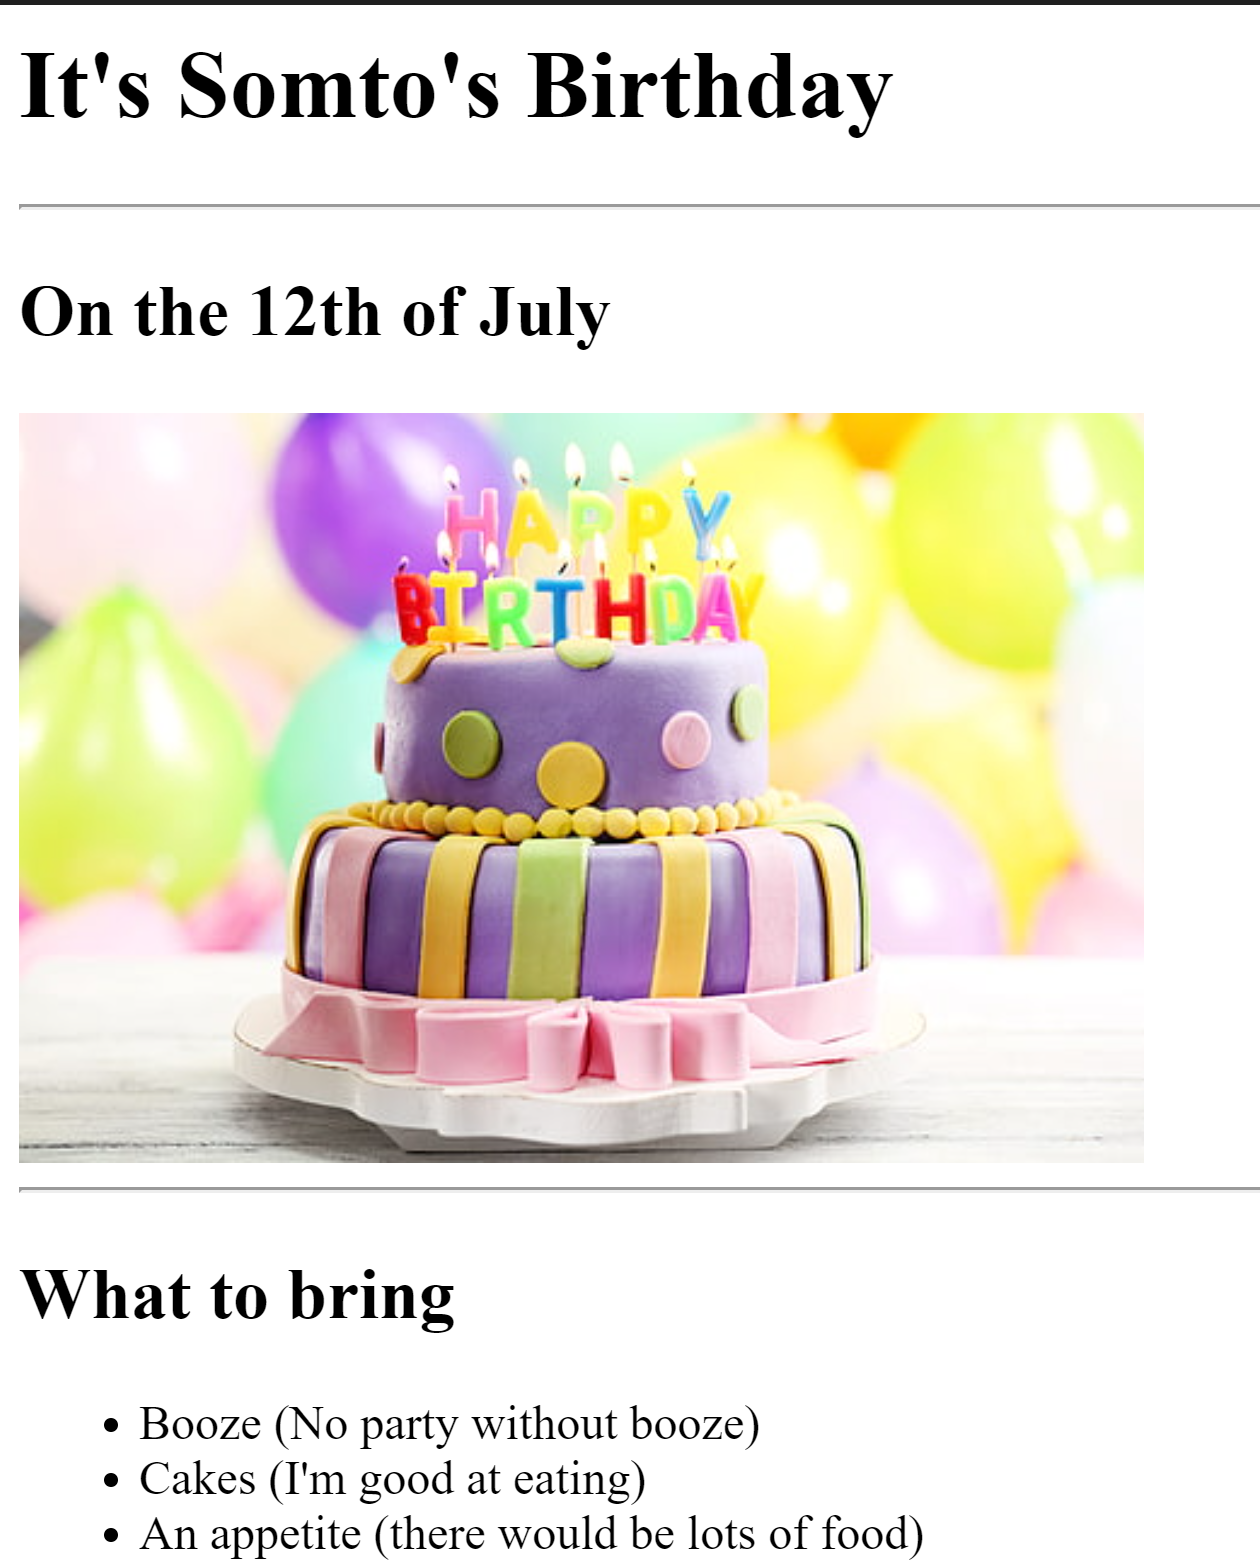 It's Somto's Birthday
On the 12th of July
HAPPY
BIRTHDAY
What to bring
• Booze (No party without booze)
• Cakes (I'm good at eating)
• An appetite (there would be lots of food)